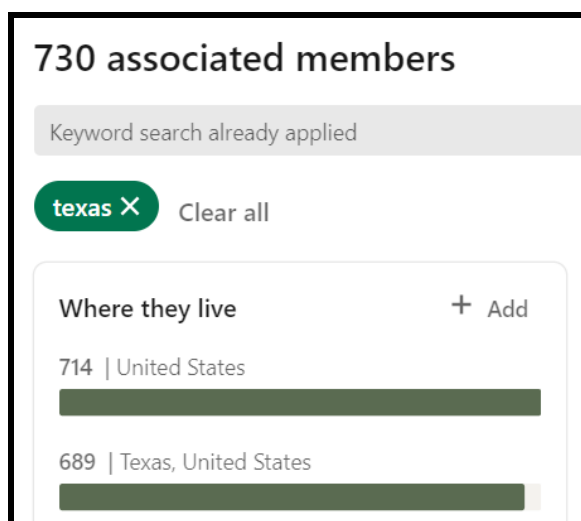 730 associated members
Keyword search already applied
texas ✕ Clear all
Where they live + Add
714 | United States
689 | Texas, United States